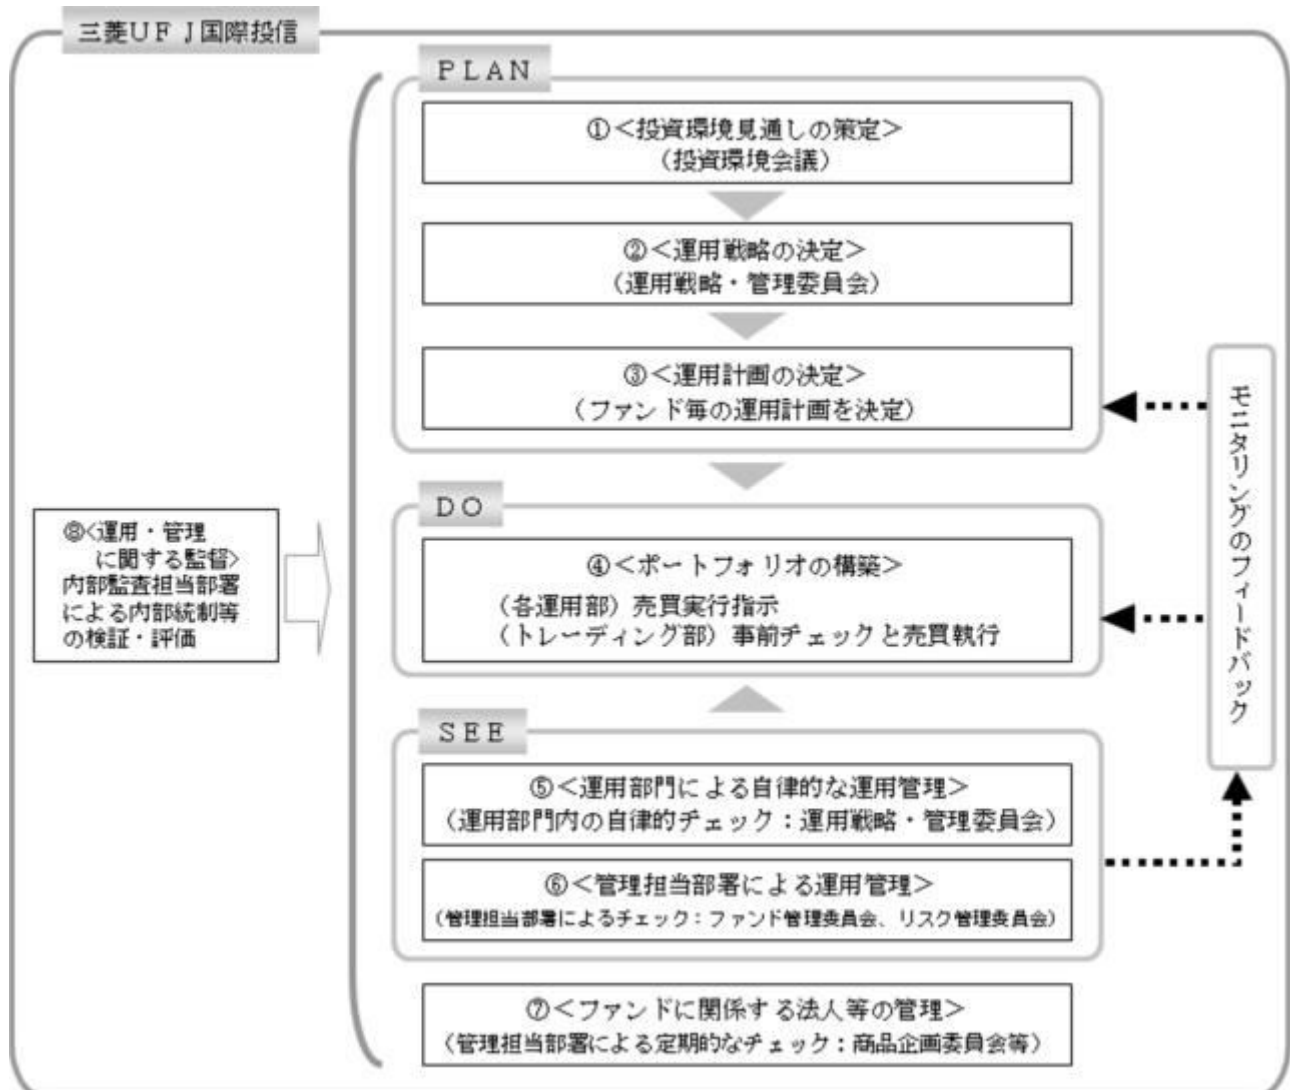 三菱ＵＦＪ国際投信
ＰＬＡＮ
①＜投資環境見通しの策定＞
（投資環境会議）
②＜運用戦略の決定＞
（運用戦略・管理委員会）
③＜運用計画の決定＞
（ファンド毎の運用計画を決定）
ＤＯ
④＜ポートフォリオの構築＞
（各運用部）売買実行指示
（トレーディング部）事前チェックと売買執行
ＳＥＥ
⑤＜運用部門による自律的な運用管理＞
（運用部門内の自律的チェック：運用戦略・管理委員会）
⑥＜管理担当部署による運用管理＞
（管理担当部署によるチェック：ファンド管理委員会、リスク管理委員会）
⑦＜ファンドに関係する法人等の管理＞
（管理担当部署による定期的なチェック：商品企画委員会等）
⑧<運用・管理
に関する監督>
内部監査担当部署
による内部統制等
の検証・評価
モニタリングのフィードバック